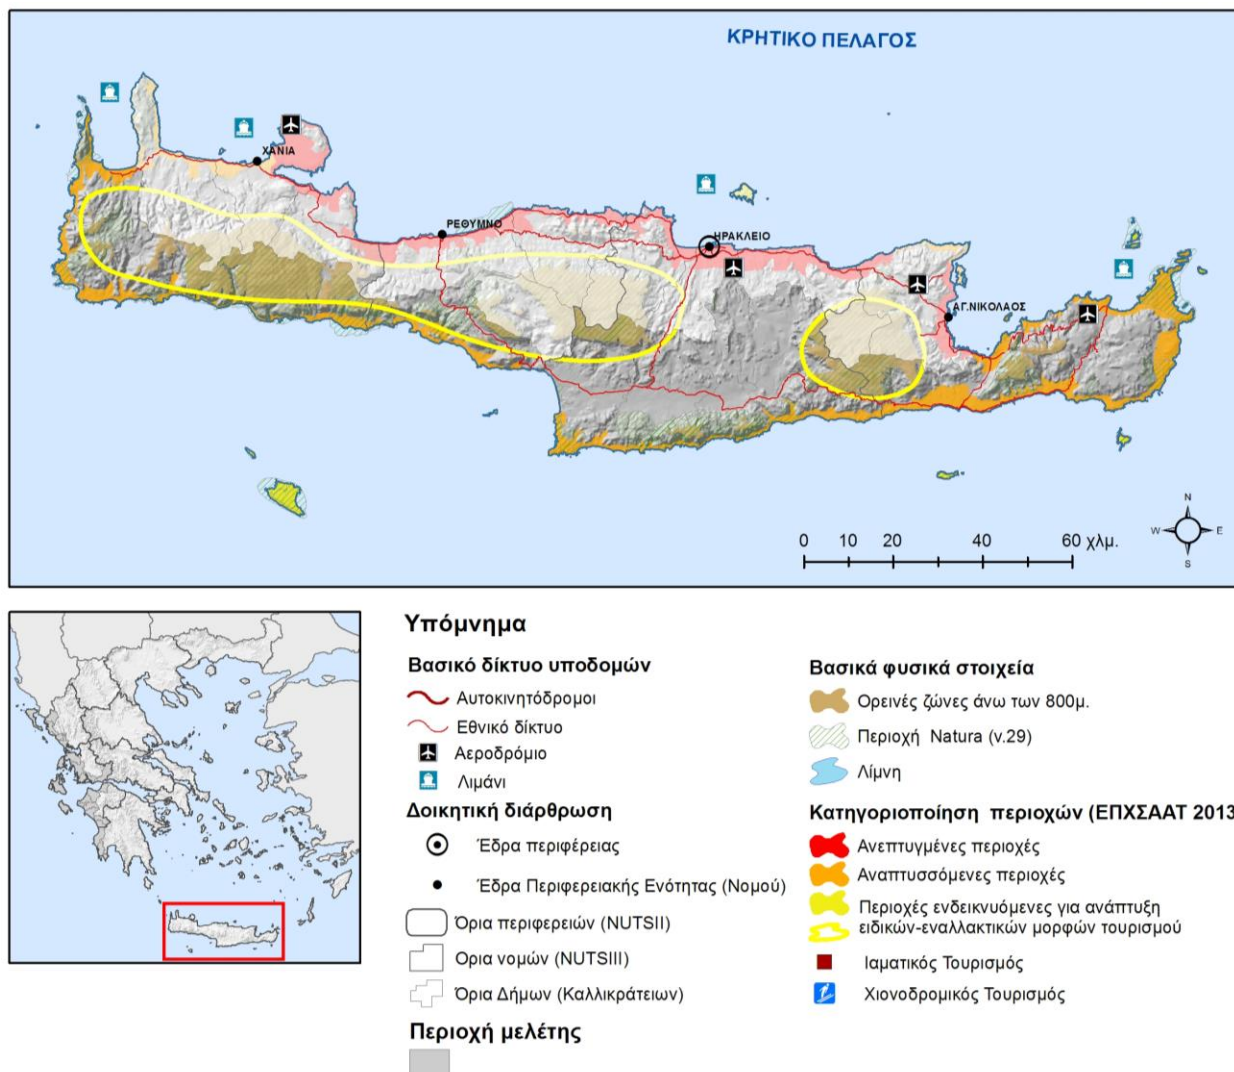 ΚΡΗΤΙΚΟ ΠΕΛΑΓΟΣ
ΧΑΝΙΑ
ΡΕΘΥΜΝΟ
ΗΡΑΚΛΕΙΟ
ΑΓ.ΝΙΚΟΛΑΟΣ
N
W E
S
0 10 20 40 60 χλμ.
Υπόμνημα
Βασικό δίκτυο υποδομών
Αυτοκινητόδρομοι
Εθνικό δίκτυο
Αεροδρόμιο
Λιμάνι
Δοικητική διάρθρωση
Έδρα περιφέρειας
Έδρα Περιφερειακής Ενότητας (Νομού)
Όρια περιφερειών (NUTSII)
Ορια νομών (NUTSIII)
Όρια Δήμων (Καλλικράτειων)
Περιοχή μελέτης
Βασικά φυσικά στοιχεία
Ορεινές ζώνες άνω των 800μ.
Περιοχή Natura (v.29)
Λίμνη
Κατηγοριοποίηση περιοχών (ΕΠΧΣΑΑΤ 2013
Ανεπτυγμένες περιοχές
Αναπτυσσόμενες περιοχές
Περιοχές ενδεικνυόμενες για ανάπτυξη
ειδικών-εναλλακτικών μορφών τουρισμού
Ιαματικός Τουρισμός
Χιονοδρομικός Τουρισμός